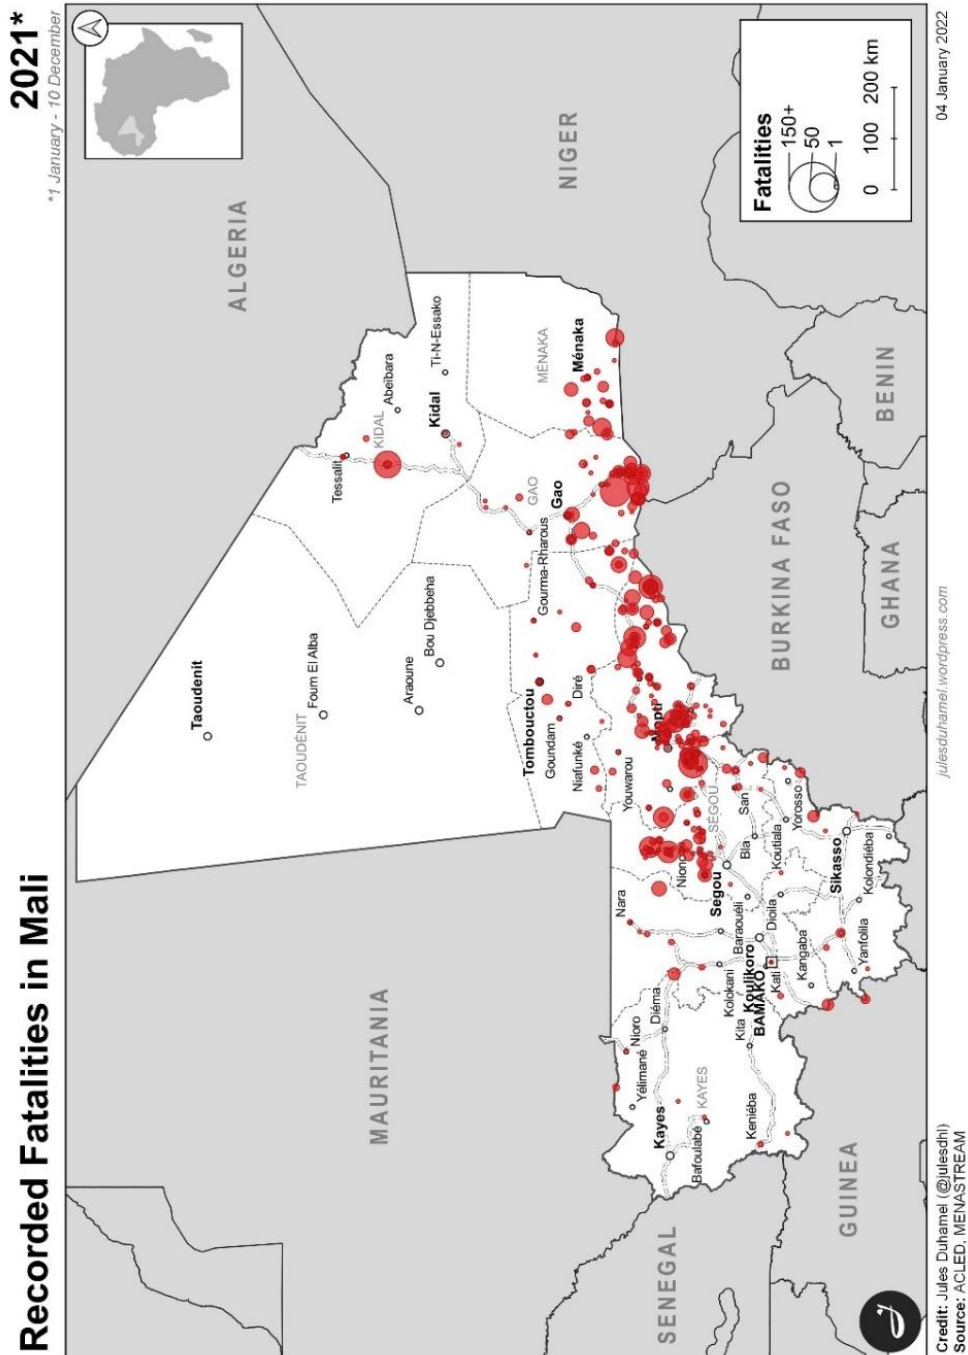 Recorded Fatalities in Mali
2021*
*1 January - 10 December
ALGERIA
MAURITANIA
NIGER
SENEGAL
GUINEA
BURKINA FASO
GHANA
BENIN
Taoudenit
Foum El Alba
TAOUDÉNIT
Araoune
Bou Djebbeha
Tessalit
KIDAL
Abeïbara
Ti-N-Essako
Kidal
MÉNAKA
Ménaka
GAO
Gao
Gourma-Rharous
Tombouctou
Goundam
Diré
Niafunké
Youwarou
Mopti
SÉGOU
Niono
Segou
San
Bla
Koutiala
Yorosso
Sikasso
Kolondiéba
Yanfolila
Kangaba
Dioila
Baraouéli
Koulikoro
BAMAKO
Kati
Kolokani
Nara
Diéma
Nioro
Yélimané
Kita
Kayes
KAYES
Bafoulabé
Keniéba
Fatalities
150+
50
1
0 100 200 km
Credit: Jules Duhamel (@julesdhl)
Source: ACLED, MENASTREAM
julesduhamel.wordpress.com
04 January 2022